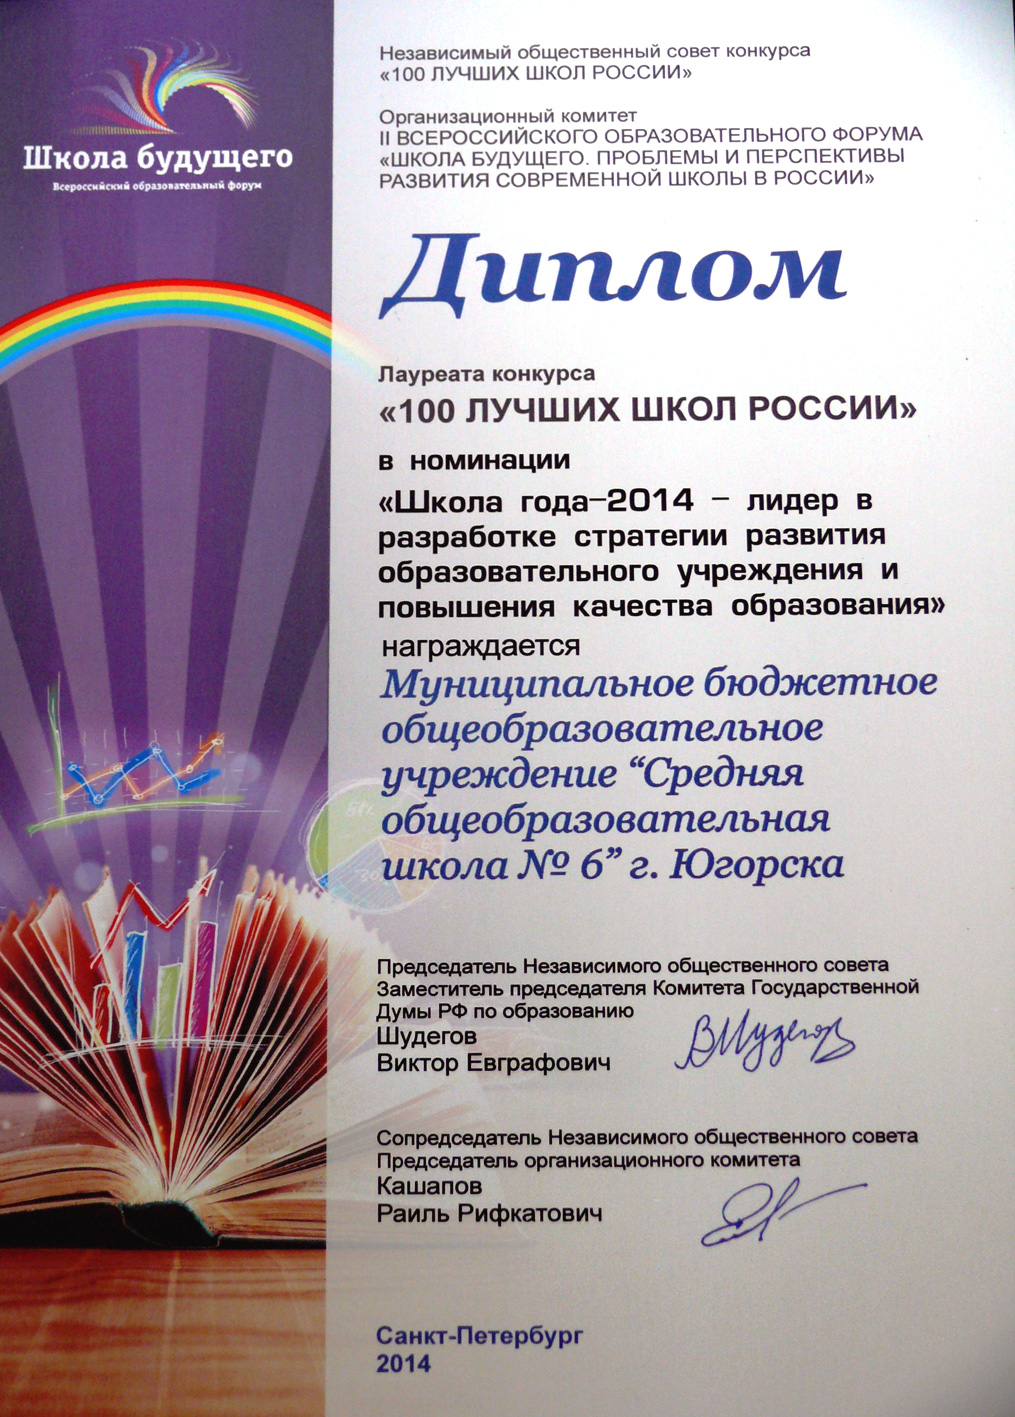 Школа будущего
Всероссийский образовательный форум
Независимый общественный совет конкурса
«100 ЛУЧШИХ ШКОЛ РОССИИ»
Организационный комитет
II ВСЕРОССИЙСКОГО ОБРАЗОВАТЕЛЬНОГО ФОРУМА
«ШКОЛА БУДУЩЕГО. ПРОБЛЕМЫ И ПЕРСПЕКТИВЫ
РАЗВИТИЯ СОВРЕМЕННОЙ ШКОЛЫ В РОССИИ»
Диплом
Лауреата конкурса
«100 ЛУЧШИХ ШКОЛ РОССИИ»
в номинации
«Школа года–2014 – лидер в
разработке стратегии развития
образовательного учреждения и
повышения качества образования»
награждается
Муниципальное бюджетное
общеобразовательное
учреждение “Средняя
общеобразовательная
школа № 6” г. Югорска
Председатель Независимого общественного совета
Заместитель председателя Комитета Государственной
Думы РФ по образованию
Шудегов
Виктор Евграфович
Сопредседатель Независимого общественного совета
Председатель организационного комитета
Кашапов
Раиль Рифкатович
Санкт-Петербург
2014